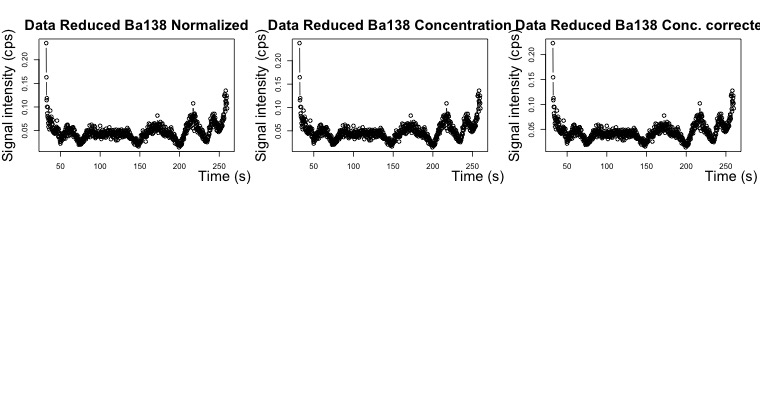 Data Reduced Ba138 Normalized
Signal intensity (cps)
0.05 0.10 0.15 0.20
50 100 150 200 250
Time (s)
Data Reduced Ba138 Concentration
Signal intensity (cps)
0.05 0.10 0.15 0.20
50 100 150 200 250
Time (s)
Data Reduced Ba138 Conc. correcte
Signal intensity (cps)
0.05 0.10 0.15 0.20
50 100 150 200 250
Time (s)